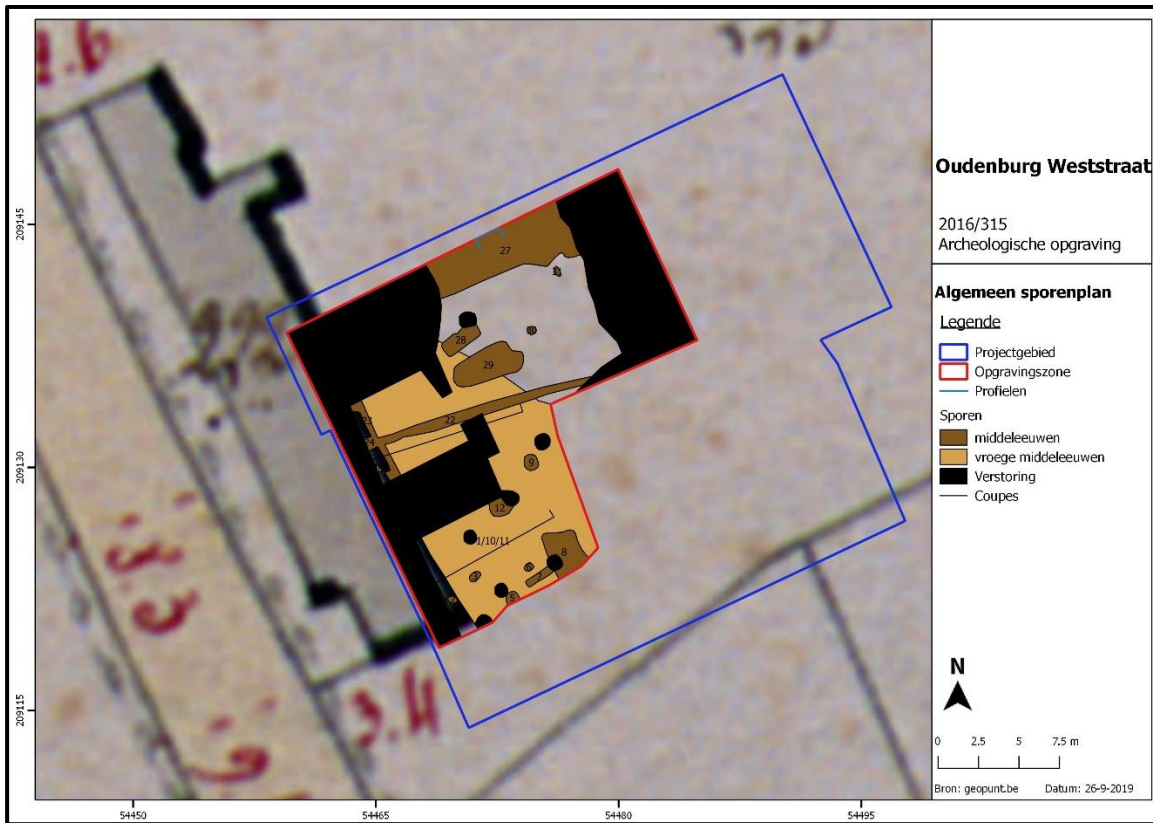 Oudenburg Weststraat
2016/315
Archeologische opgraving
Algemeen sporenplan
Legende
Projectgebied
Opgravingszone
Profielen
Sporen
middeleeuwen
vroege middeleeuwen
Verstoring
Coupes
N
0 2.5 5 7.5 m
Bron: geopunt.be Datum: 26-9-2019
209145
209130
209115
54450 54465 54480 54495
27
28
29
22
9
12
1/10/11
8
5
3.4